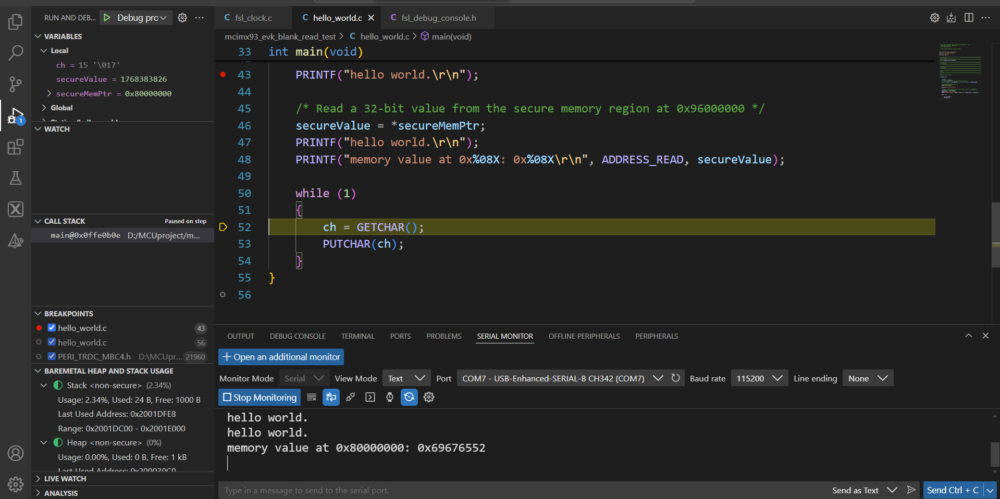 RUN AND DEB...
Debug prc
fsl_clock.c
hello_world.c
fsl_debug_console.h
VARIABLES
Local
ch = 15 '\017'
secureValue = 1768383826
secureMemPtr = 0x80000000
Global
WATCH
CALL STACK
Paused on step
main@0x0ffe0b0e D:/MCUproject/m...
BREAKPOINTS
hello_world.c 43
hello_world.c 56
PERI_TRDC_MBC4.h D:\MCUpr... 21960
BAREMETAL HEAP AND STACK USAGE
Stack <non-secure> (2.34%)
Usage: 2.34%, Used: 24 B, Free: 1000 B
Last Used Address: 0x2001DFE8
Range: 0x2001DC00 - 0x2001E000
Heap <non-secure> (0%)
Usage: 0.00%, Used: 0 B, Free: 1 kB
Last Used Address: 0x200030C0
LIVE WATCH
ANALYSIS
1
mcimx93_evk_blank_read_test > C hello_world.c > main(void)
33 int main(void)
43 PRINTF("hello world.\r\n");
44
45 /* Read a 32-bit value from the secure memory region at 0x96000000 */
46 secureValue = *secureMemPtr;
47 PRINTF("hello world.\r\n");
48 PRINTF("memory value at 0x%08X: 0x%08X\r\n", ADDRESS_READ, secureValue);
49
50 while (1)
51 {
52 ch = GETCHAR();
53 PUTCHAR(ch);
54 }
55 }
56
OUTPUT DEBUG CONSOLE TERMINAL PORTS PROBLEMS SERIAL MONITOR OFFLINE PERIPHERALS PERIPHERALS
Open an additional monitor
Monitor Mode Serial View Mode Text Port COM7 - USB-Enhanced-SERIAL-B CH342 (COM7) Baud rate 115200 Line ending None
Stop Monitoring
hello world.
hello world.
memory value at 0x80000000: 0x69676552
Type in a message to send to the serial port.
Send as Text
Send Ctrl + C